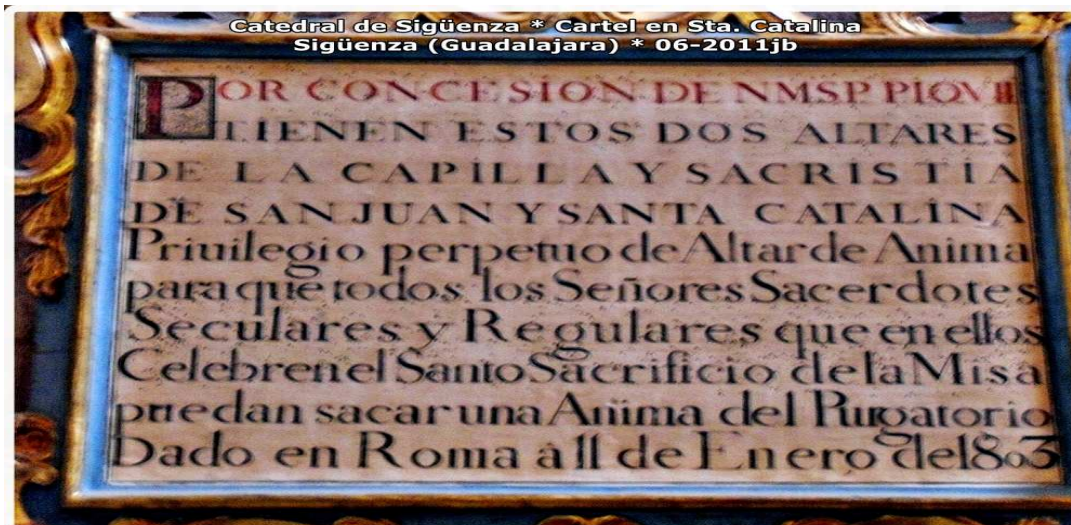 Catedral de Sigüenza * Cartel en Sta. Catalina
Sigüenza (Guadalajara) * 06-2011jb
POR CONCESION DE NMSP PIO VII
TIENEN ESTOS DOS ALTARES
DE LA CAPILLA Y SACRISTIA
DE SAN JUAN Y SANTA CATALINA
Priuilegio perpetuo de Altar de Anima
para que todos los Señores Sacerdotes
Seculares y Regulares que en ellos
Celebren el Santo Sacrificio de la Misa
puedan sacar una Anima del Purgatorio
Dado en Roma à 11 de Enero de 1803